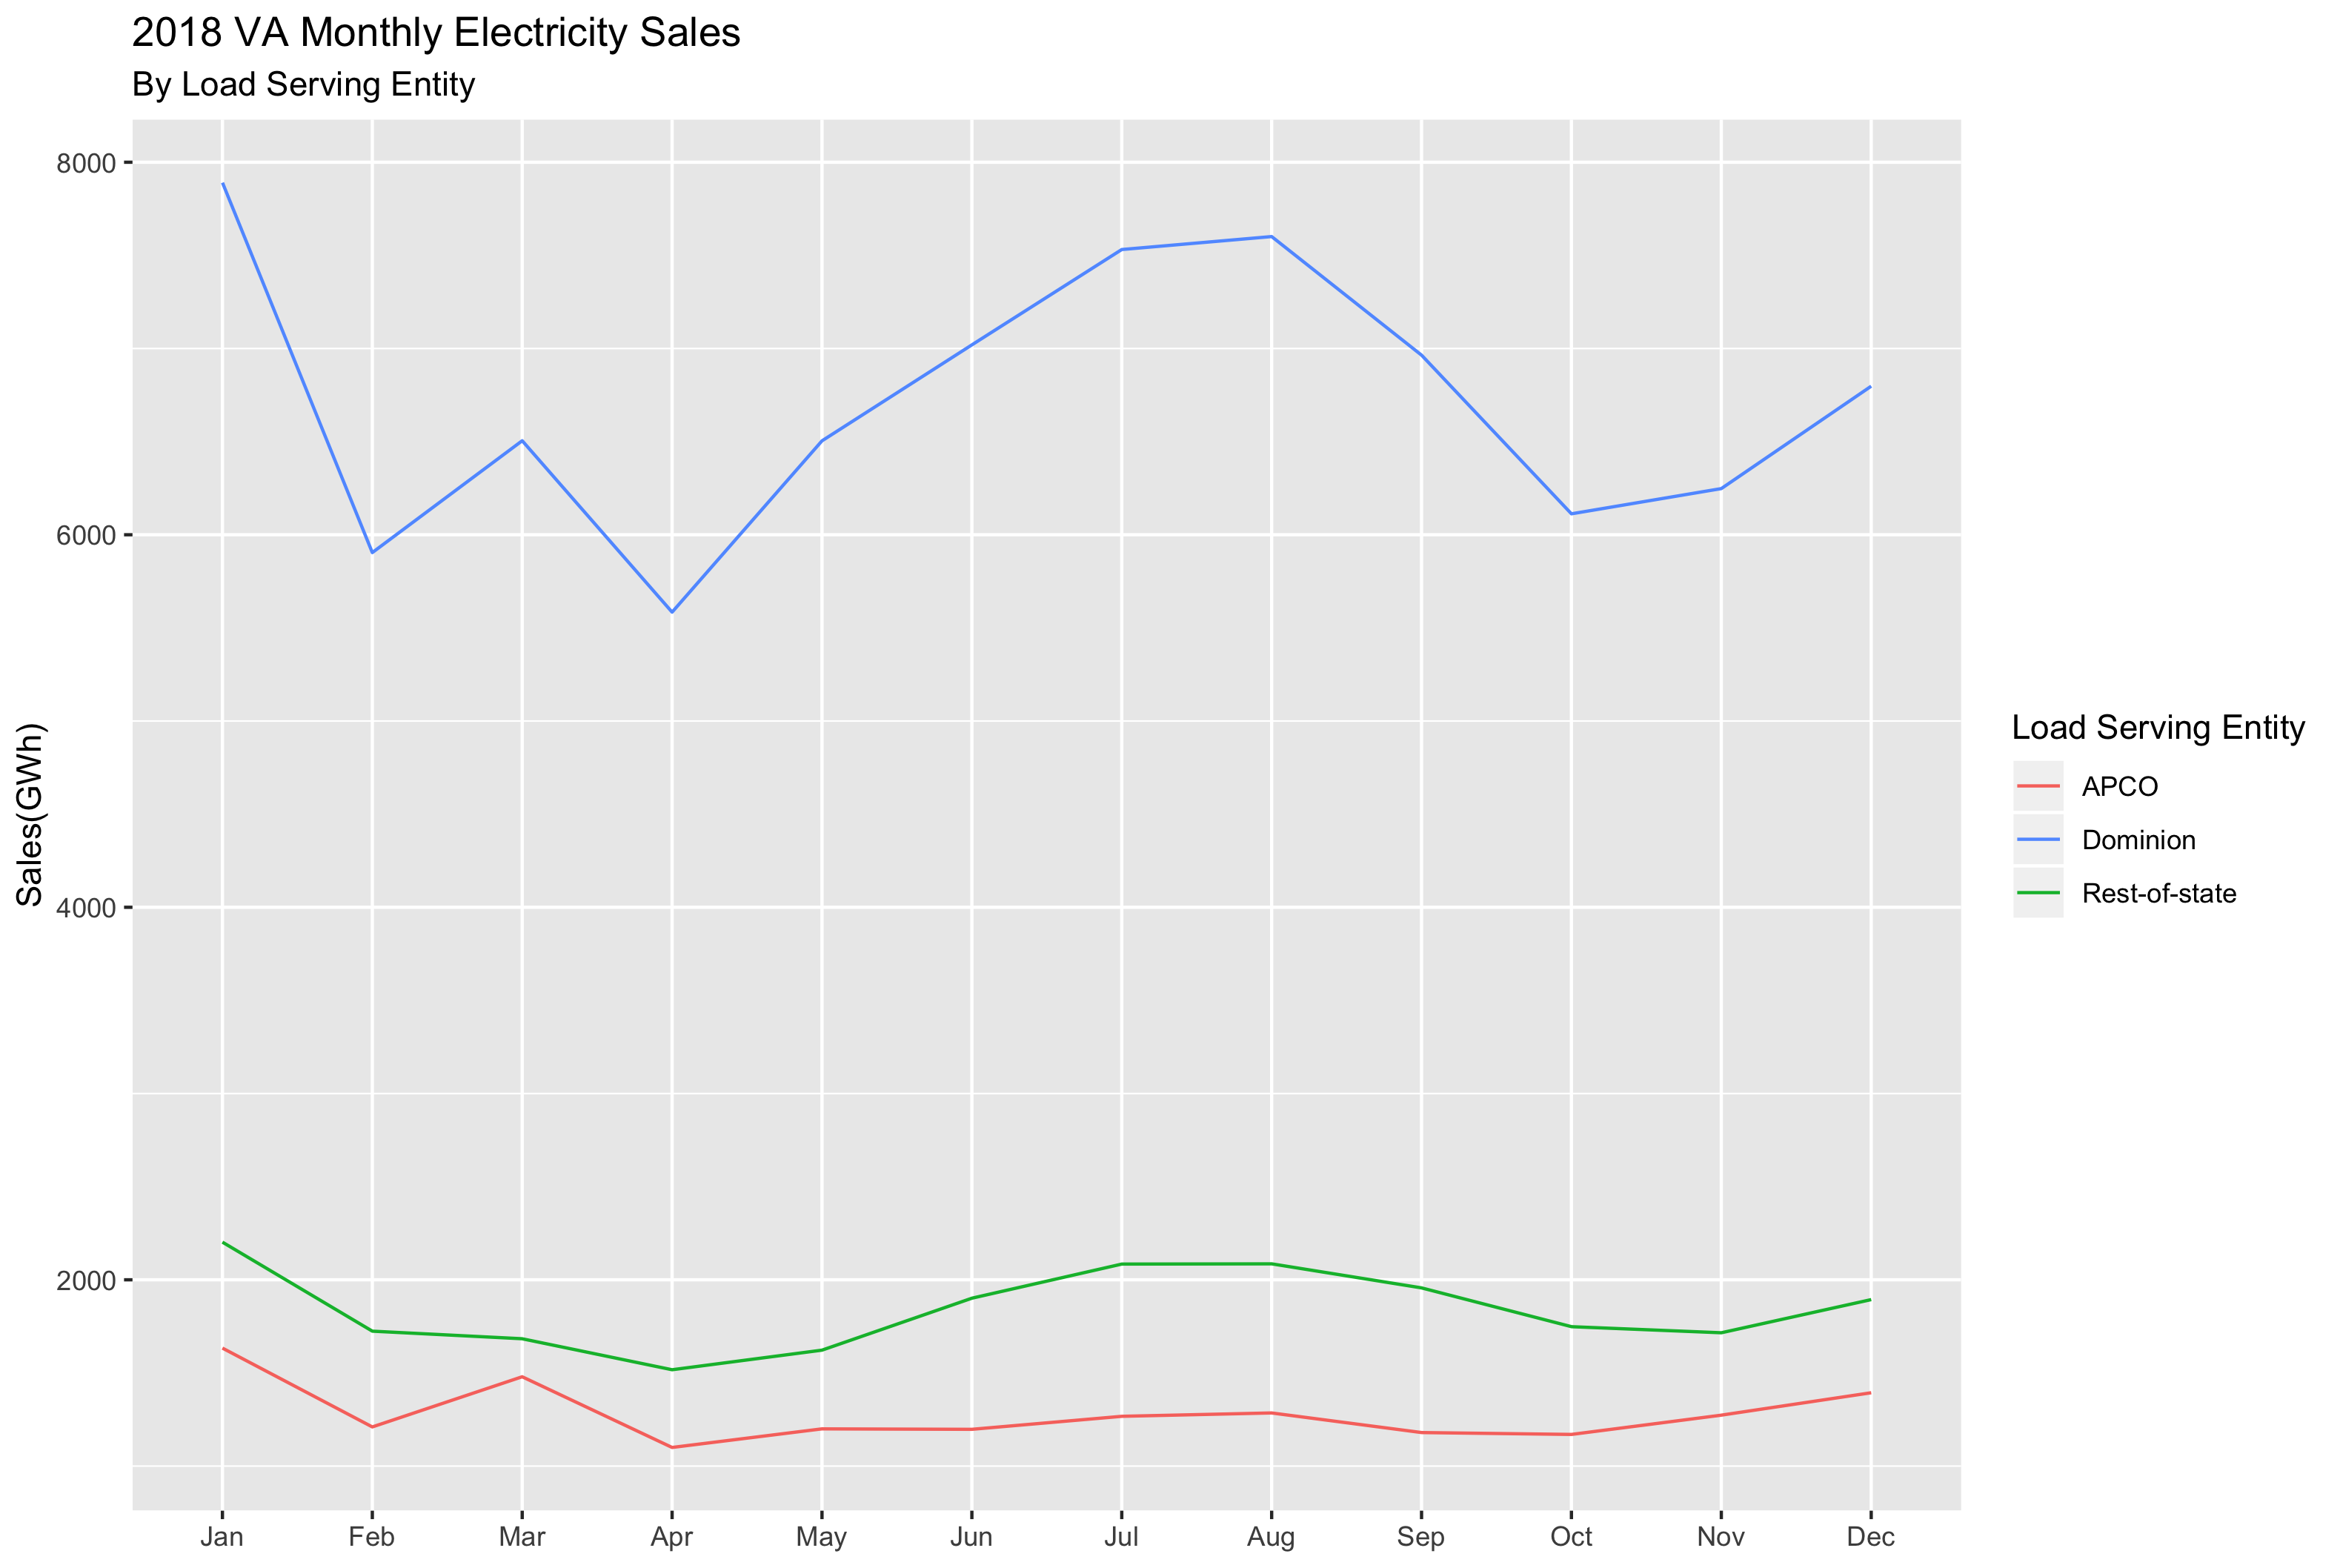 2018 VA Monthly Electricity Sales
By Load Serving Entity
Sales(GWh)
8000
6000
4000
2000
Jan Feb Mar Apr May Jun Jul Aug Sep Oct Nov Dec
Load Serving Entity
APCO
Dominion
Rest-of-state